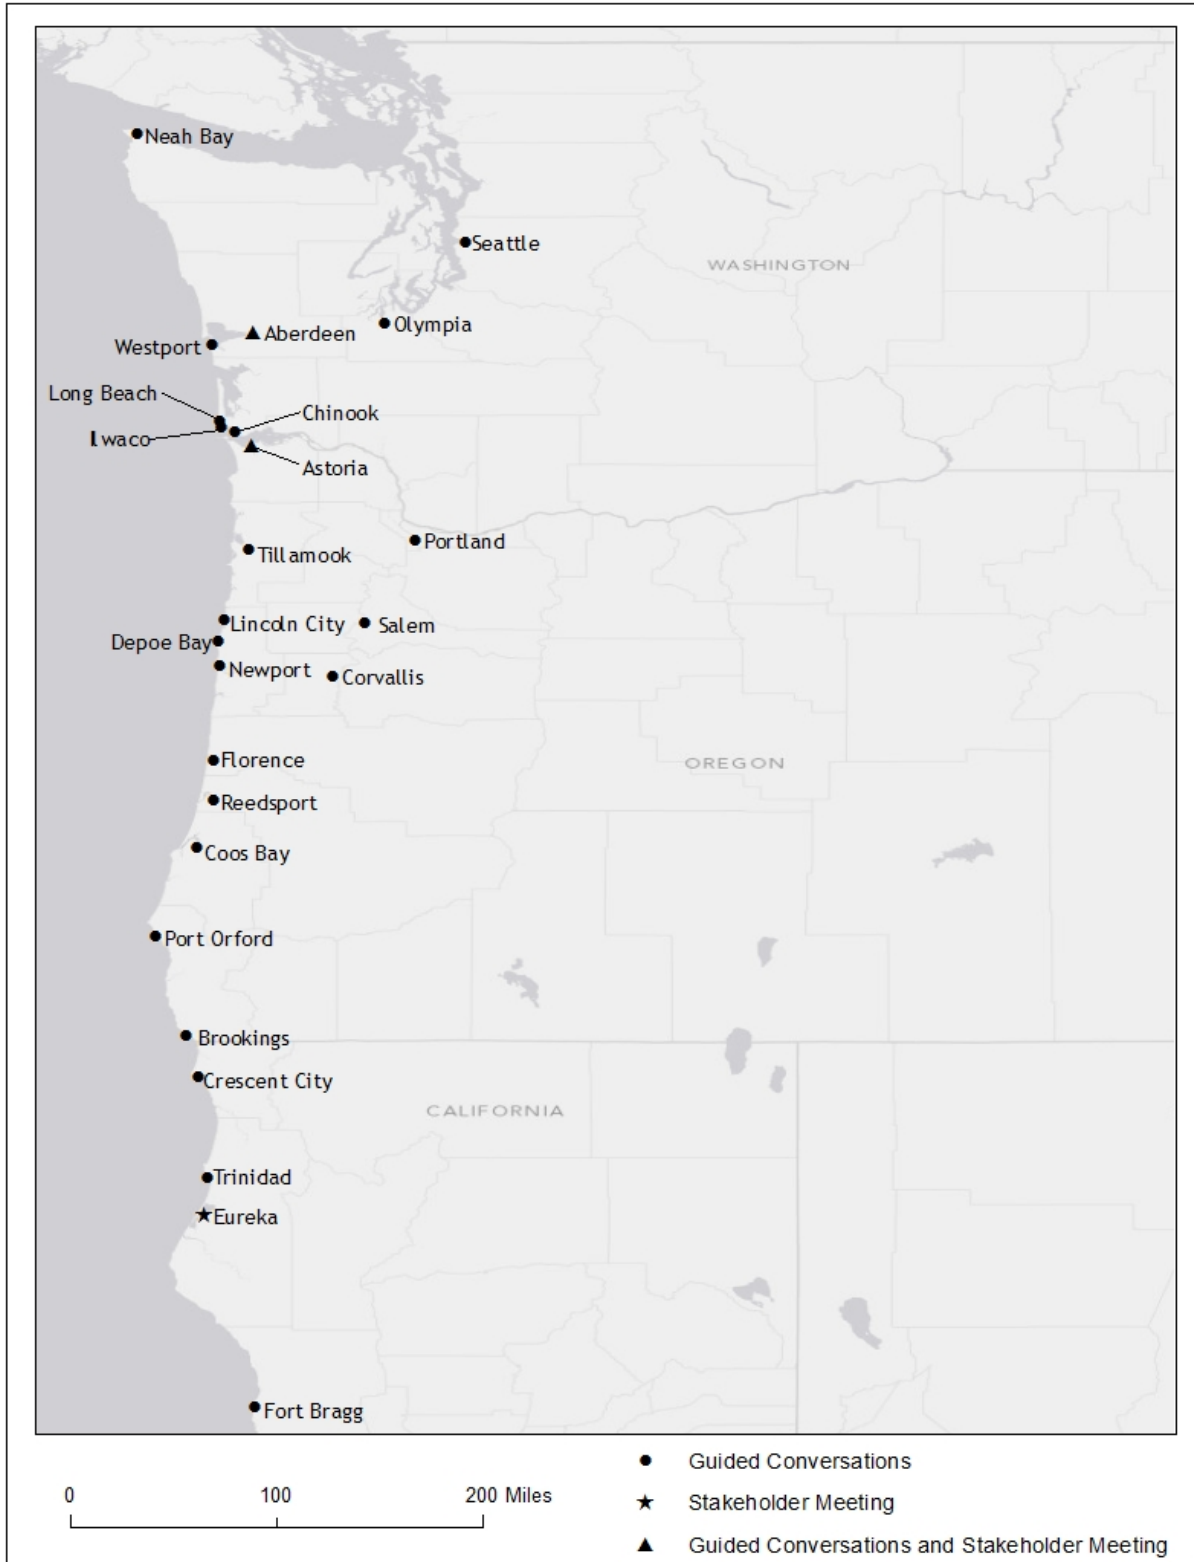 Neah Bay
Seattle
WASHINGTON
Olympia
Aberdeen
Westport
Long Beach
Chinook
Ilwaco
Astoria
Portland
Tillamook
Lincoln City
Salem
Depoe Bay
Newport
Corvallis
Florence
OREGON
Reedsport
Coos Bay
Port Orford
Brookings
Crescent City
CALIFORNIA
Trinidad
Eureka
Fort Bragg
0 100 200 Miles
Guided Conversations
Stakeholder Meeting
Guided Conversations and Stakeholder Meeting